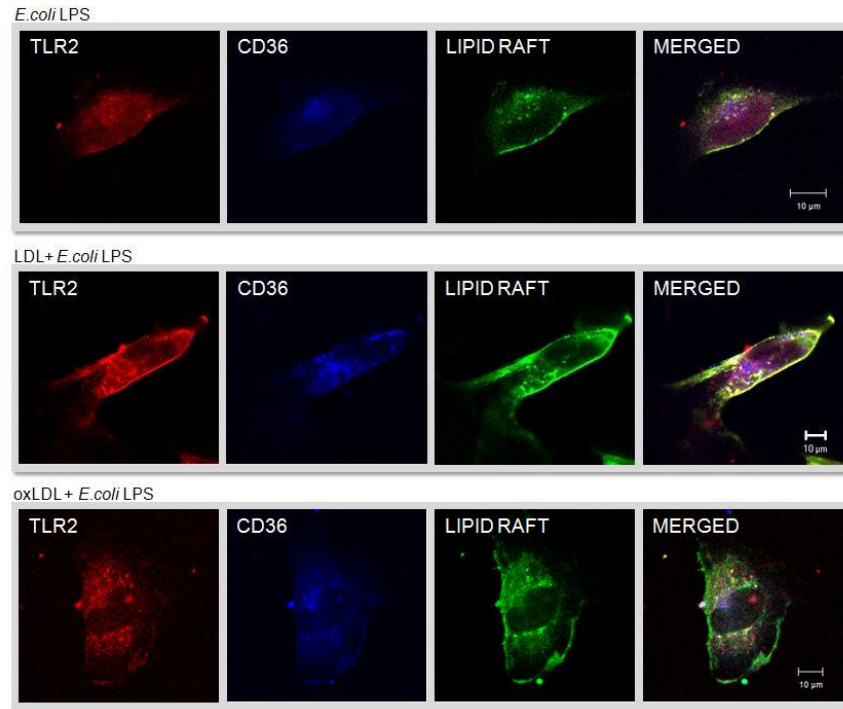 E.coli LPS
TLR2 CD36 LIPID RAFT MERGED
10 µm
LDL+ E.coli LPS
TLR2 CD36 LIPID RAFT MERGED
10 µm
oxLDL+ E.coli LPS
TLR2 CD36 LIPID RAFT MERGED
10 µm